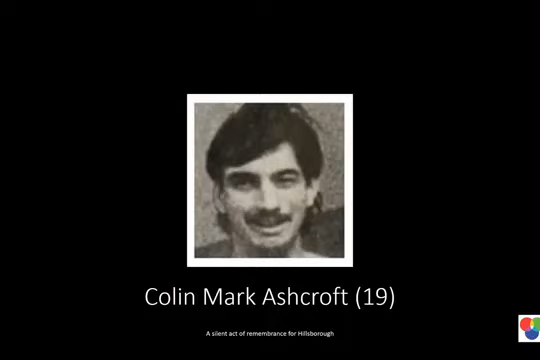 Colin Mark Ashcroft (19)
A silent act of remembrance for Hillsborough